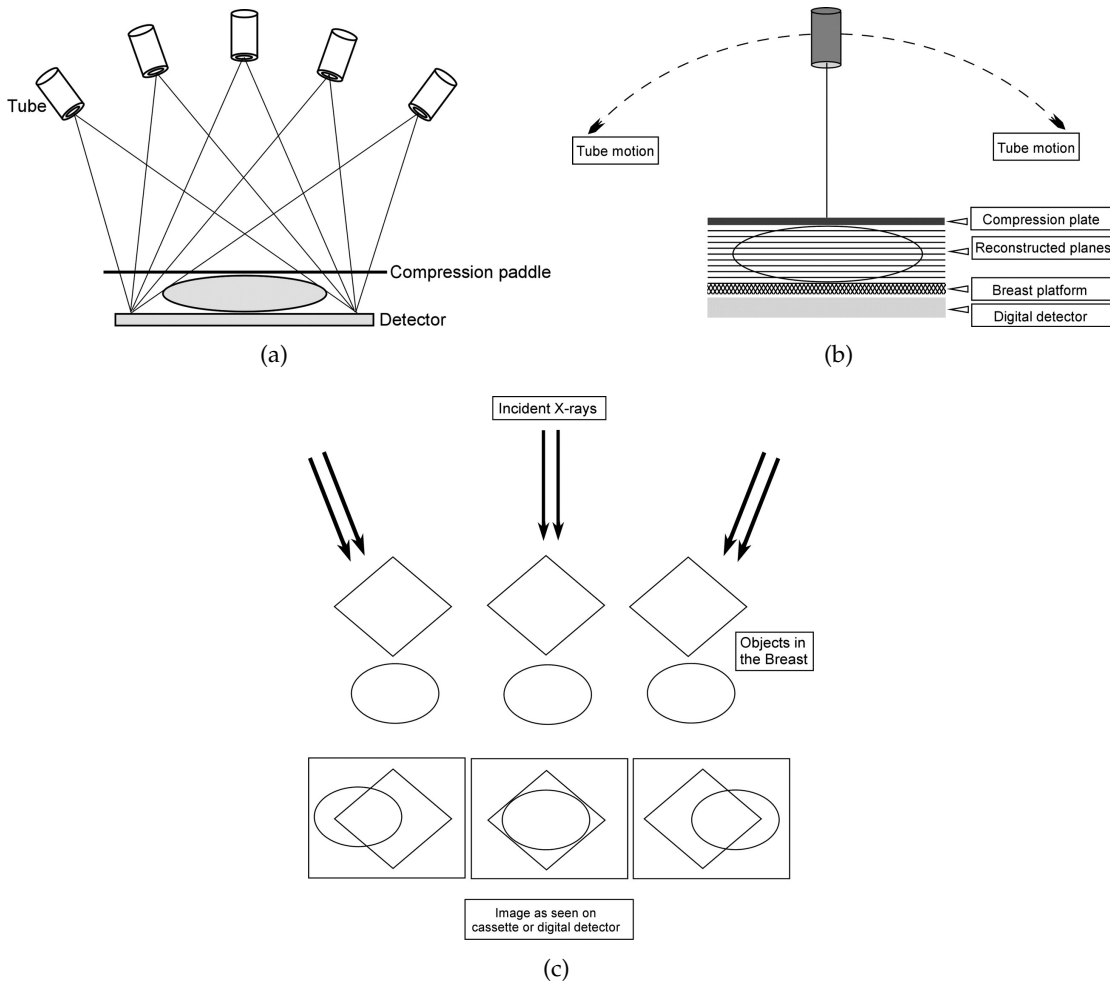 Tube
Compression paddle
Detector
(a)
Tube motion
Tube motion
Compression plate
Reconstructed planes
Breast platform
Digital detector
(b)
Incident X-rays
Objects in
the Breast
Image as seen on
cassette or digital detector
(c)